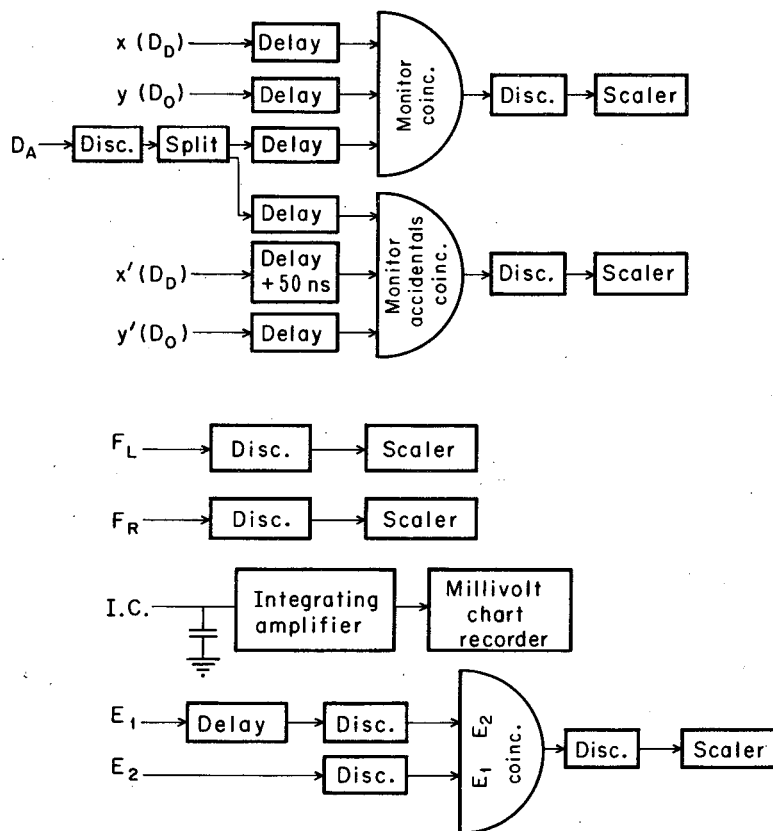 x (D_D) Delay
y (D_O) Delay
Monitor coinc. Disc. Scaler
D_A Disc. Split Delay
Delay
x' (D_D) Delay + 50 ns
Monitor accidentals coinc. Disc. Scaler
y' (D_O) Delay
F_L Disc. Scaler
F_R Disc. Scaler
I.C. Integrating amplifier Millivolt chart recorder
E_1 Delay Disc.
E_1 E_2 coinc. Disc. Scaler
E_2 Disc.